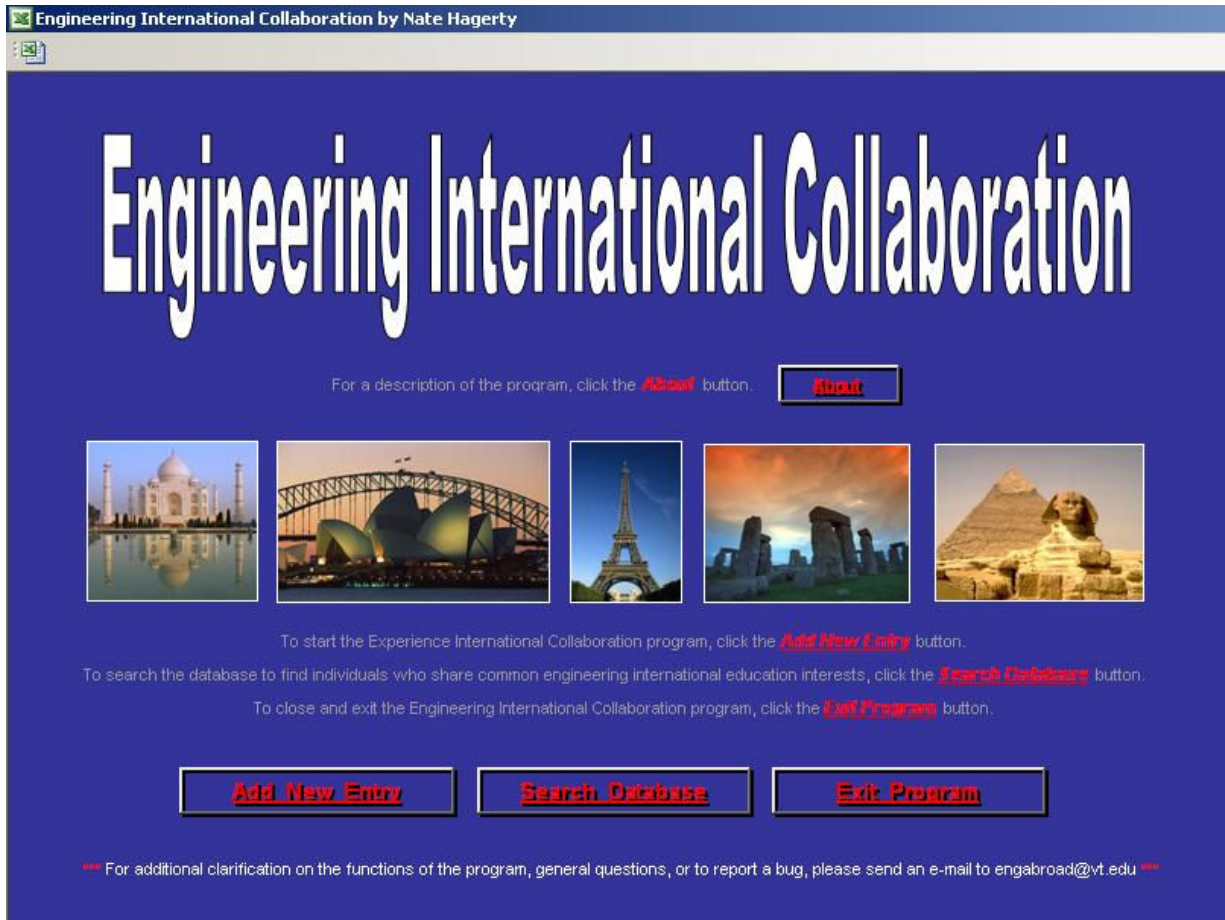 Engineering International Collaboration by Nate Hagerty
Engineering International Collaboration
For a description of the program, click the About button. About
To start the Experience International Collaboration program, click the Add New Entry button.
To search the database to find individuals who share common engineering international education interests, click the Search Database button.
To close and exit the Engineering International Collaboration program, click the Exit Program button.
Add New Entry Search Database Exit Program
*** For additional clarification on the functions of the program, general questions, or to report a bug, please send an e-mail to engabroad@vt.edu ***